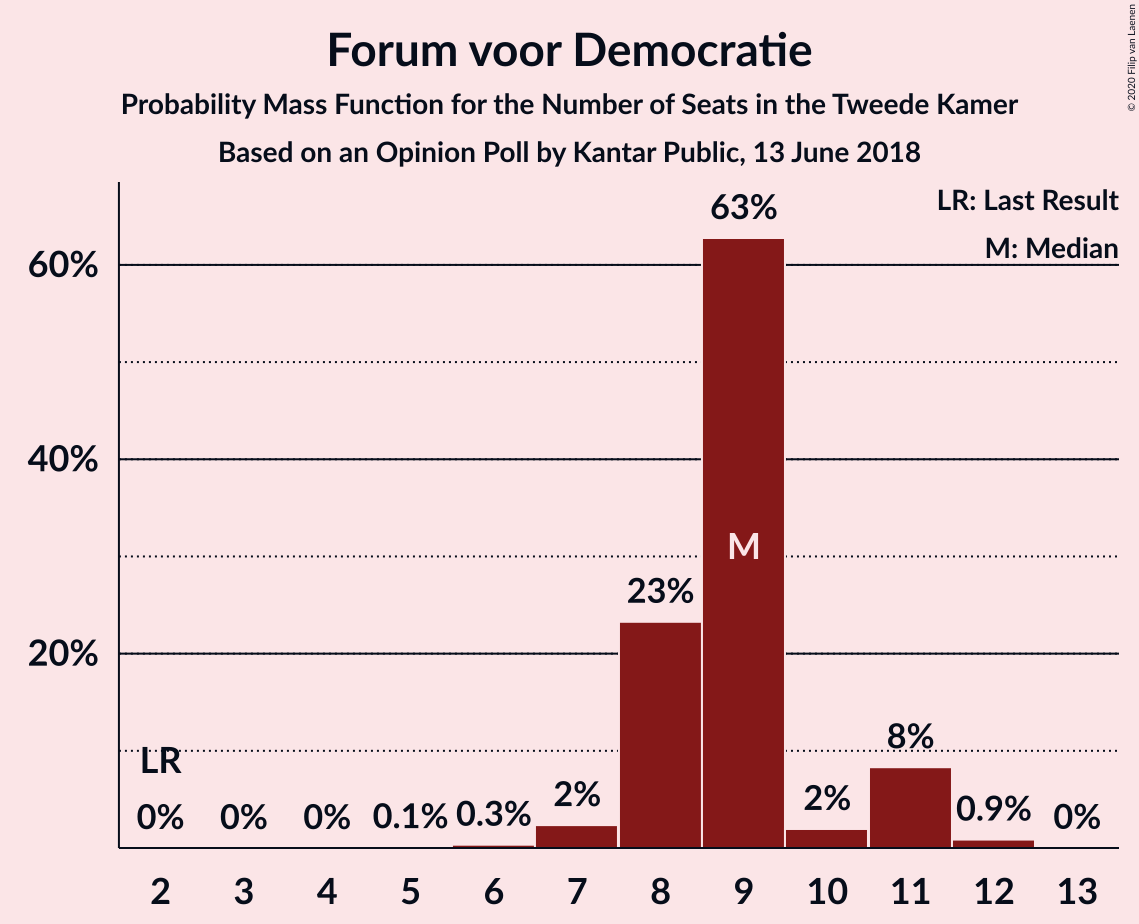 Forum voor Democratie
Probability Mass Function for the Number of Seats in the Tweede Kamer
Based on an Opinion Poll by Kantar Public, 13 June 2018
© 2020 Filip van Laenen
LR: Last Result
M: Median
60%
40%
20%
63%
M
23%
LR
0% 0% 0% 0.1% 0.3% 2% 2% 8% 0.9% 0%
2 3 4 5 6 7 8 9 10 11 12 13